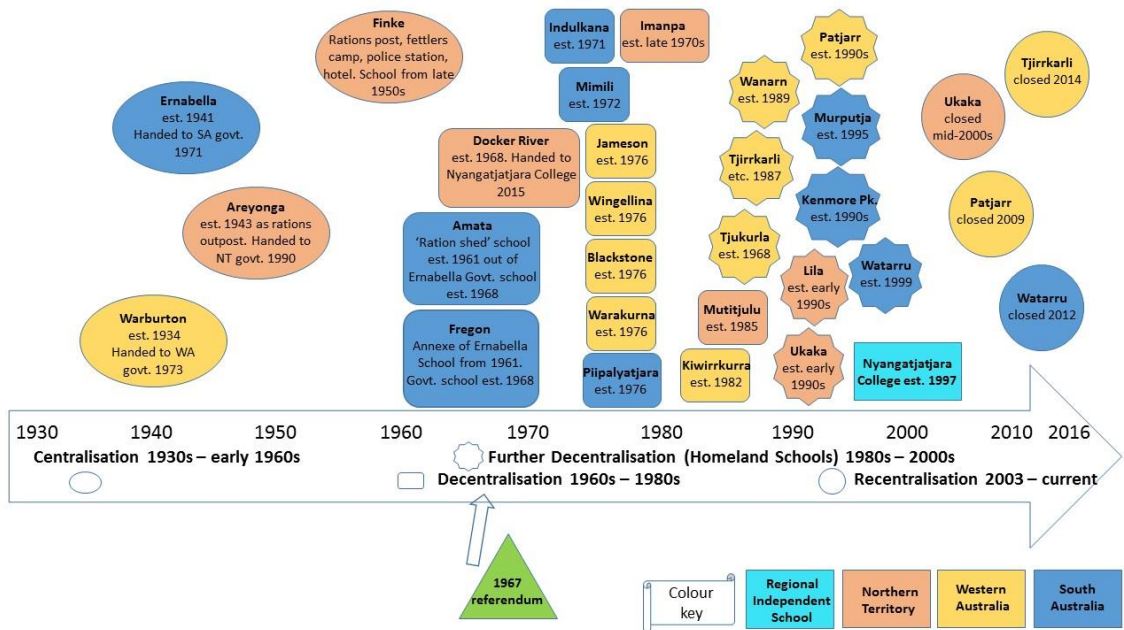 Finke
Rations post, fettlers
camp, police station,
hotel. School from late
1950s
Ernabella
est. 1941
Handed to SA govt.
1971
Areyonga
est. 1943 as rations
outpost. Handed to
NT govt. 1990
Warburton
est. 1934
Handed to WA
govt. 1973
Docker River
est. 1968. Handed to
Nyangatjatjara College
2015
Amata
‘Ration shed’ school
est. 1961 out of
Ernabella Govt. school
est. 1968
Fregon
Annexe of Ernabella
School from 1961.
Govt. school est. 1968
Indulkana
est. 1971
Imanpa
est. late 1970s
Mimili
est. 1972
Jameson
est. 1976
Wingellina
est. 1976
Blackstone
est. 1976
Warakurna
est. 1976
Piipalyatjara
est. 1976
Wanarn
est. 1989
Tjirrkarli
etc. 1987
Tjukurla
est. 1968
Mutitjulu
est. 1985
Kiwirrkurra
est. 1982
Patjarr
est. 1990s
Murputja
est. 1995
Kenmore Pk.
est. 1990s
Lila
est. early
1990s
Watarru
est. 1999
Ukaka
est. early
1990s
Nyangatjatjara
College est. 1997
Ukaka
closed
mid-2000s
Tjirrkarli
closed 2014
Patjarr
closed 2009
Watarru
closed 2012
1930 1940 1950 1960 1970 1980 1990 2000 2010 2016
Centralisation 1930s – early 1960s
Further Decentralisation (Homeland Schools) 1980s – 2000s
Decentralisation 1960s – 1980s
Recentralisation 2003 – current
1967
referendum
Colour
key
Regional
Independent
School
Northern
Territory
Western
Australia
South
Australia